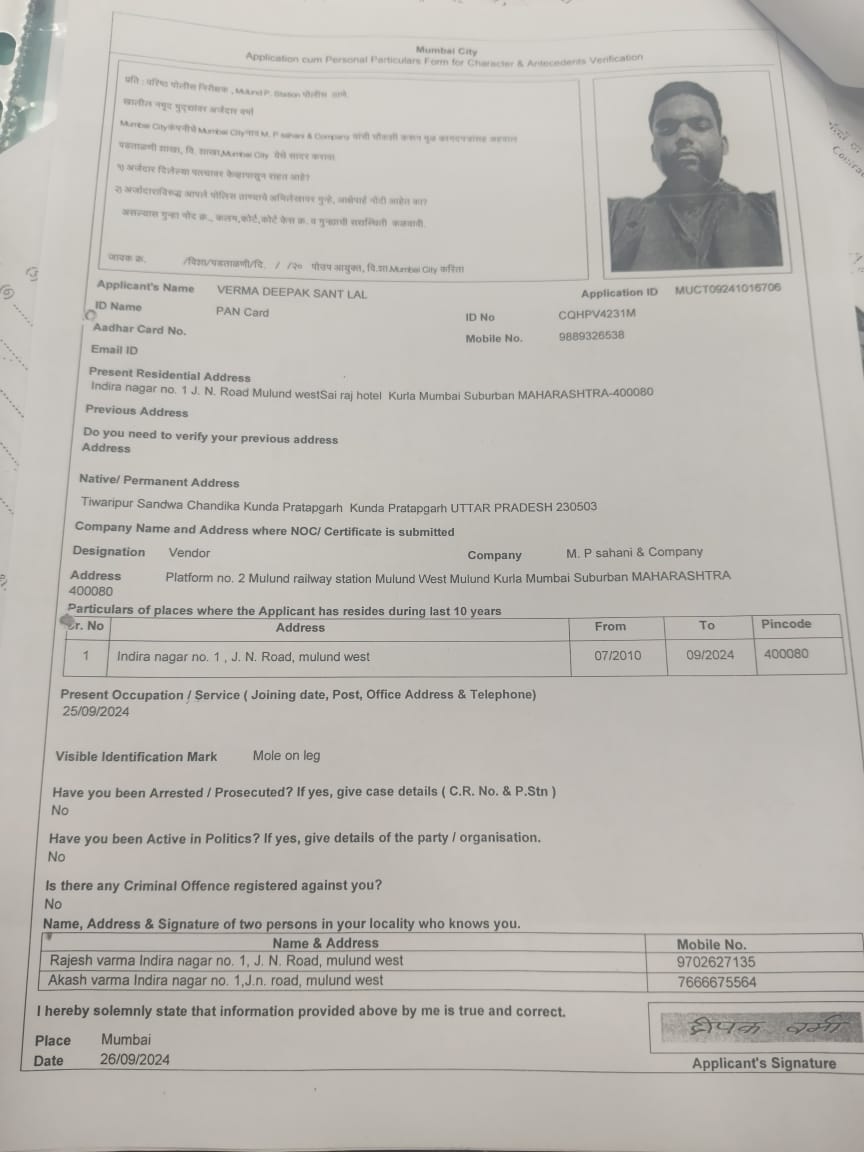 Mumbai City
Application cum Personal Particulars Form for Character & Antecedents Verification
प्रति : वरिष्ठ पोलीस निरीक्षक , Mulund P. Station पोलीस ठाणे.
खालील नमूद मुद्द्यांवर अर्जदार वर्मा
Mumbai City कंपनीचे Mumbai City नाव M. P sahani & Company यांची चौकशी करून मूळ कागदपत्रांसह अहवाल
पडताळणी शाखा, वि. शाखा,Mumbai City येथे सादर करावा.
१) अर्जदार दिलेल्या पत्त्यावर केव्हापासून राहत आहे?
२) अर्जदाराविरुद्ध आपले पोलिस ठाण्याचे अभिलेखावर गुन्हे, आक्षेपार्ह नोंदी आहेत का?
असल्यास गुन्हा नोंद क्र., कलम,कोर्ट,कोर्ट केस क्र. व गुन्ह्याची सद्यस्थिती कळवावी.
जावक क्र. /विशा/पडताळणी/चि. / /२० पोउप आयुक्त, वि.शा.Mumbai City करिता
Applicant's Name VERMA DEEPAK SANT LAL Application ID MUCT09241016706
ID Name PAN Card ID No CQHPV4231M
Aadhar Card No. Mobile No. 9889326538
Email ID
Present Residential Address
Indira nagar no. 1 J. N. Road Mulund westSai raj hotel Kurla Mumbai Suburban MAHARASHTRA-400080
Previous Address
Do you need to verify your previous address
Address
Native/ Permanent Address
Tiwaripur Sandwa Chandika Kunda Pratapgarh Kunda Pratapgarh UTTAR PRADESH 230503
Company Name and Address where NOC/ Certificate is submitted
Designation Vendor Company M. P sahani & Company
Address Platform no. 2 Mulund railway station Mulund West Mulund Kurla Mumbai Suburban MAHARASHTRA
400080
Particulars of places where the Applicant has resides during last 10 years
Sr. No Address From To Pincode
1 Indira nagar no. 1 , J. N. Road, mulund west 07/2010 09/2024 400080
Present Occupation / Service ( Joining date, Post, Office Address & Telephone)
25/09/2024
Visible Identification Mark Mole on leg
Have you been Arrested / Prosecuted? If yes, give case details ( C.R. No. & P.Stn )
No
Have you been Active in Politics? If yes, give details of the party / organisation.
No
Is there any Criminal Offence registered against you?
No
Name, Address & Signature of two persons in your locality who knows you.
Name & Address Mobile No.
Rajesh varma Indira nagar no. 1, J. N. Road, mulund west 9702627135
Akash varma Indira nagar no. 1,J.n. road, mulund west 7666675564
I hereby solemnly state that information provided above by me is true and correct.
दीपक वर्मा
Place Mumbai
Date 26/09/2024
Applicant's Signature